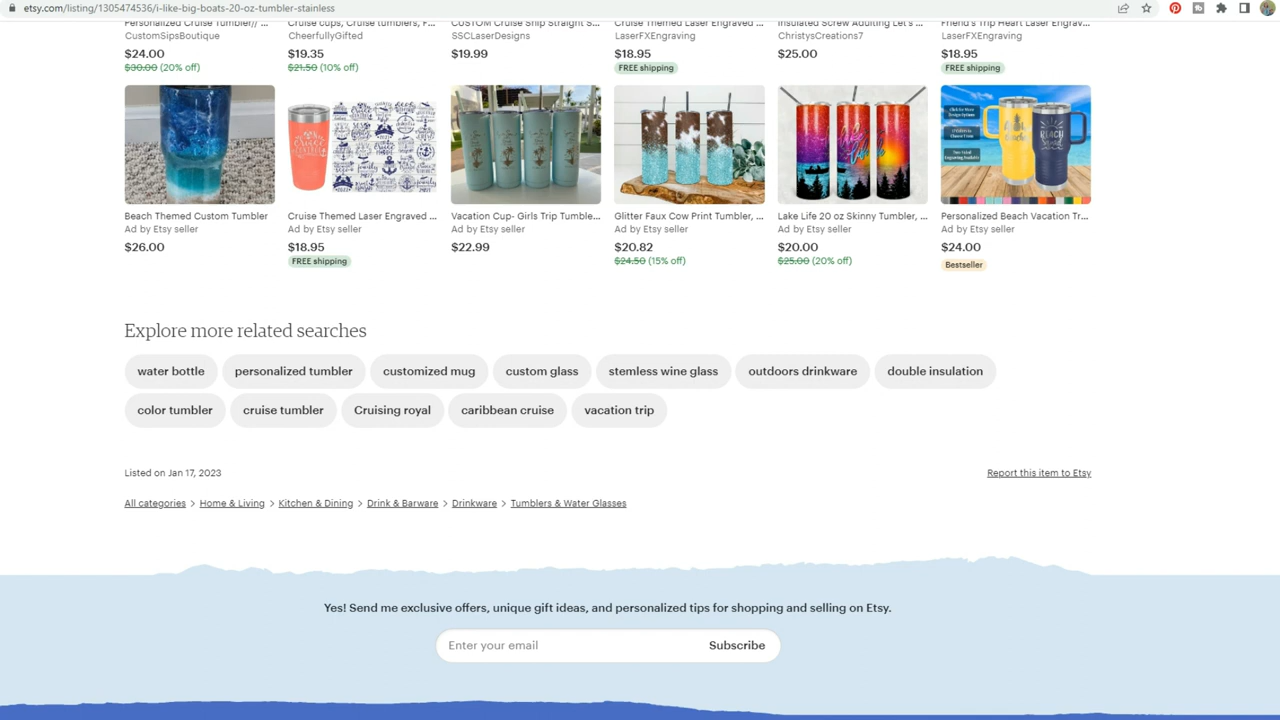 etsy.com/listing/1305474536/i-like-big-boats-20-oz-tumbler-stainless
Personalized Cruise Tumbler// ...
Cruise cups, Cruise tumblers, F...
CUSTOM Cruise Ship Straight S...
Cruise Themed Laser Engraved ...
Insulated Screw Adulting Let's ...
Friend's Trip Heart Laser Engrav...
CustomSipsBoutique
CheerfullyGifted
SSCLaserDesigns
LaserFXEngraving
ChristysCreations7
LaserFXEngraving
$24.00
$19.35
$19.99
$18.95
$25.00
$18.95
$30.00 (20% off)
$21.50 (10% off)
FREE shipping
FREE shipping
BEACH SQUAD
Beach Themed Custom Tumbler
Cruise Themed Laser Engraved ...
Vacation Cup- Girls Trip Tumble...
Glitter Faux Cow Print Tumbler, ...
Lake Life 20 oz Skinny Tumbler, ...
Personalized Beach Vacation Tr...
Ad by Etsy seller
Ad by Etsy seller
Ad by Etsy seller
Ad by Etsy seller
Ad by Etsy seller
Ad by Etsy seller
$26.00
$18.95
$22.99
$20.82
$20.00
$24.00
FREE shipping
$24.50 (15% off)
$25.00 (20% off)
Bestseller
Explore more related searches
water bottle
personalized tumbler
customized mug
custom glass
stemless wine glass
outdoors drinkware
double insulation
color tumbler
cruise tumbler
Cruising royal
caribbean cruise
vacation trip
Listed on Jan 17, 2023
Report this item to Etsy
All categories > Home & Living > Kitchen & Dining > Drink & Barware > Drinkware > Tumblers & Water Glasses
Yes! Send me exclusive offers, unique gift ideas, and personalized tips for shopping and selling on Etsy.
Enter your email
Subscribe